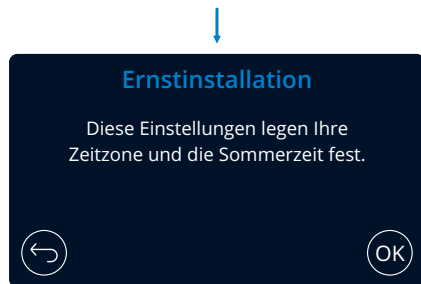 Ernstinstallation
Diese Einstellungen legen Ihre
Zeitzone und die Sommerzeit fest.
OK